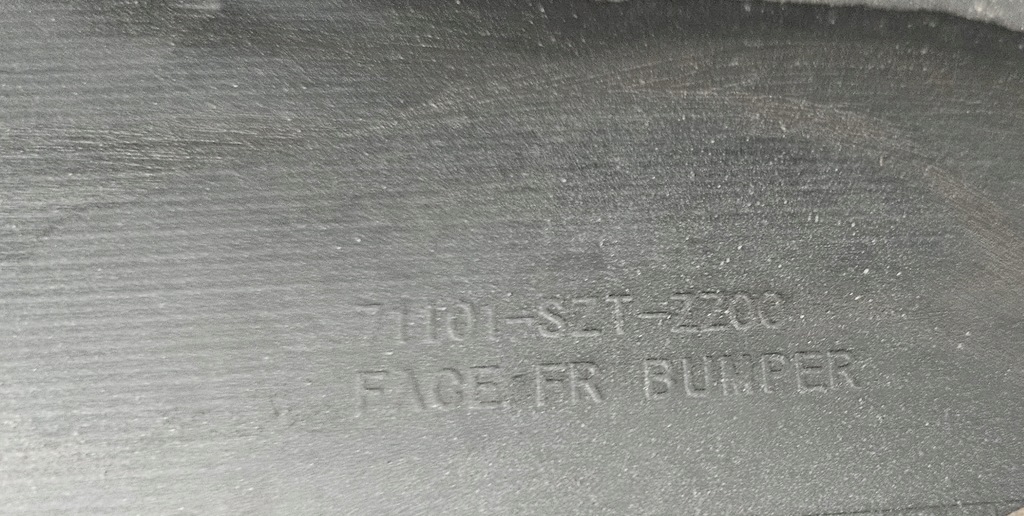 71101-SZT-ZZ00
FACE,FR BUMPER